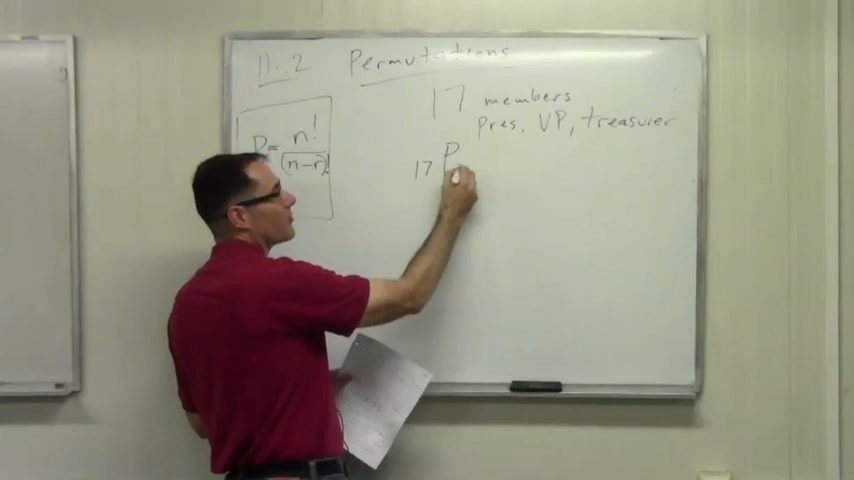 11.2 Permutations
17 members
Pres, VP, treasurer
P = n!
(n-r)!
17 P